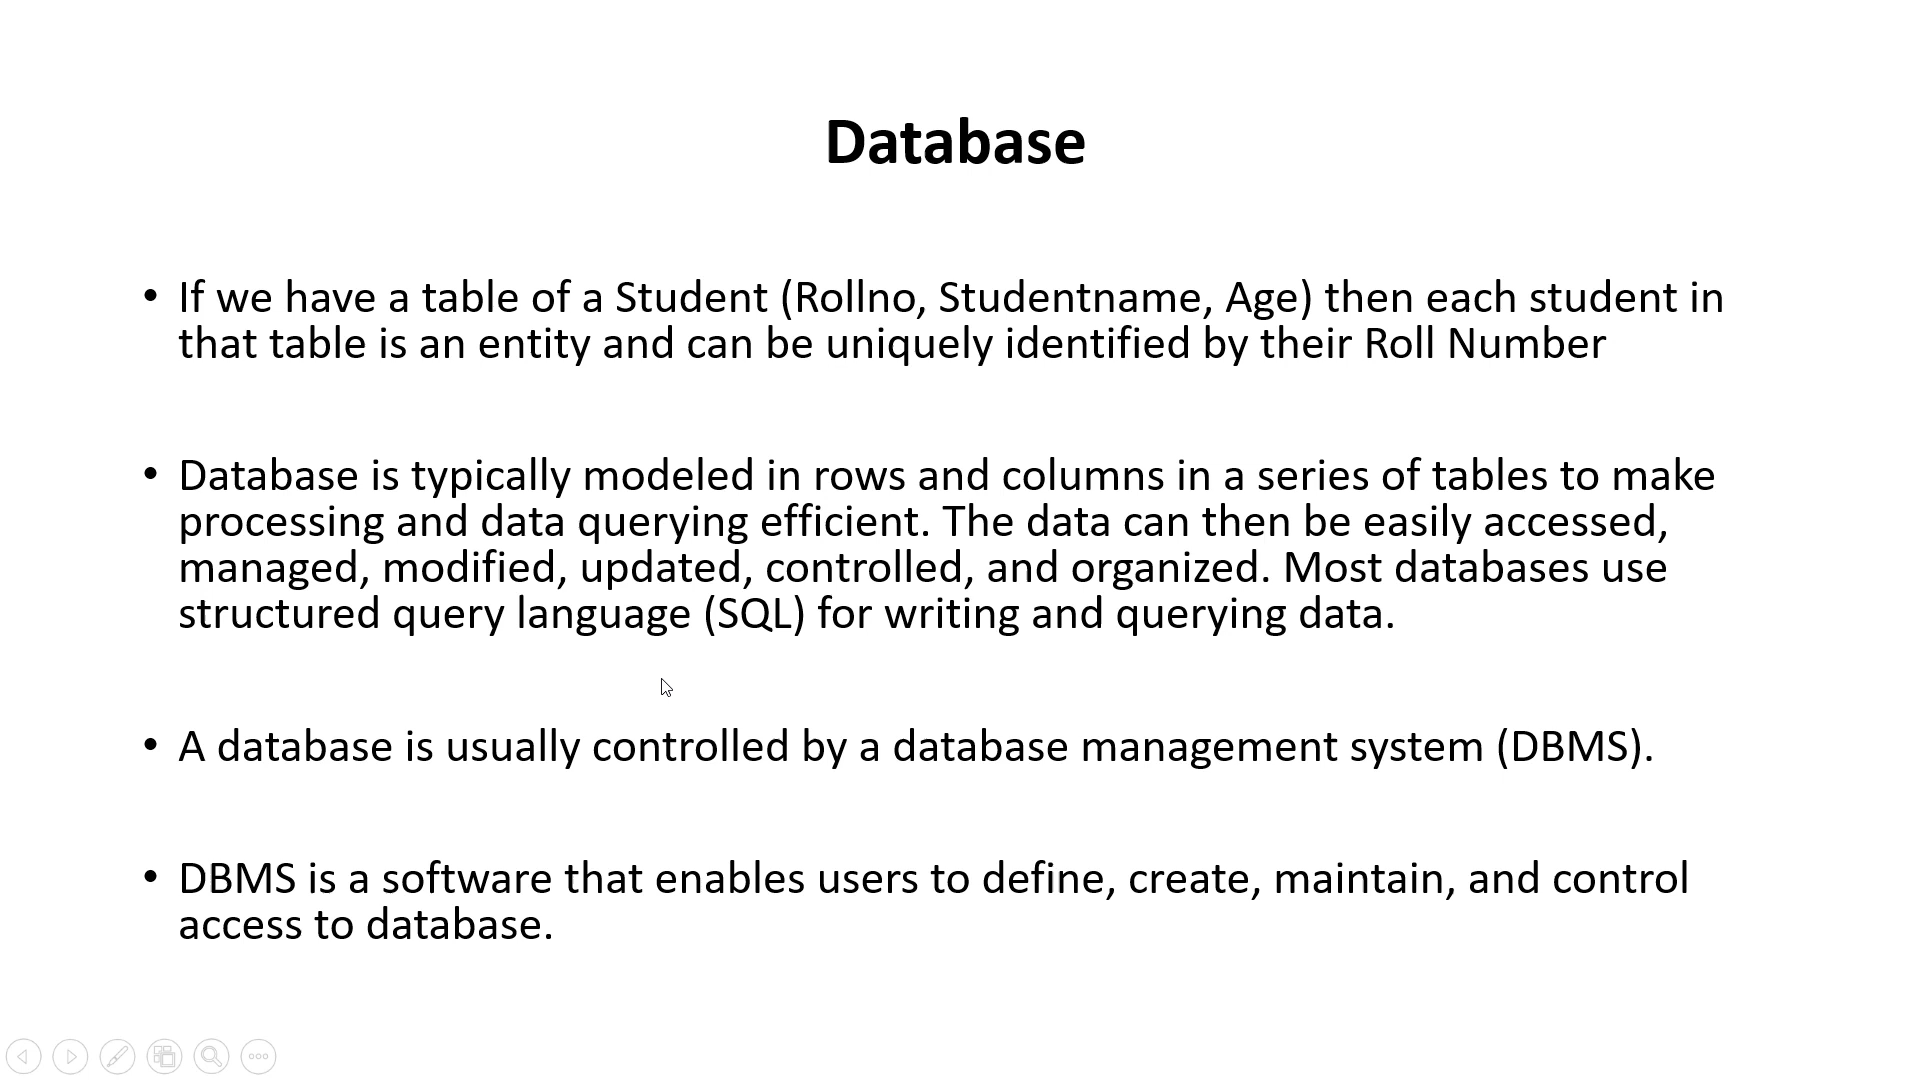 Database
• If we have a table of a Student (Rollno, Studentname, Age) then each student in
that table is an entity and can be uniquely identified by their Roll Number
• Database is typically modeled in rows and columns in a series of tables to make
processing and data querying efficient. The data can then be easily accessed,
managed, modified, updated, controlled, and organized. Most databases use
structured query language (SQL) for writing and querying data.
• A database is usually controlled by a database management system (DBMS).
• DBMS is a software that enables users to define, create, maintain, and control
access to database.